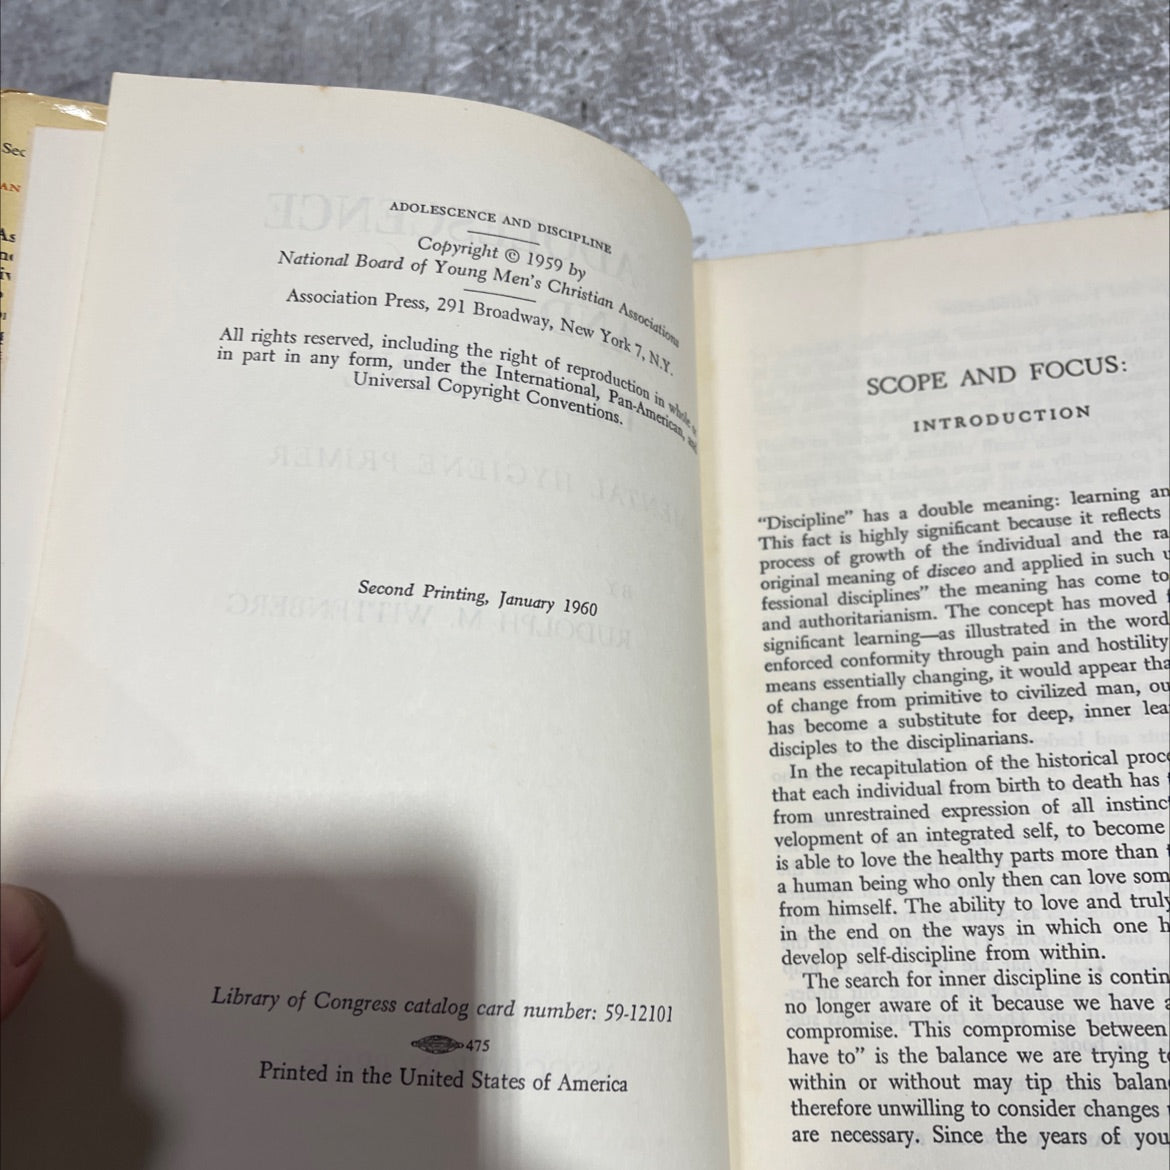 Sec
AN
As
ADOLESCENCE AND DISCIPLINE
Copyright © 1959 by
National Board of Young Men's Christian Associations
Association Press, 291 Broadway, New York 7, N.Y.
All rights reserved, including the right of reproduction in whole or
in part in any form, under the International, Pan-American, and
Universal Copyright Conventions.
Second Printing, January 1960
Library of Congress catalog card number: 59-12101
475
Printed in the United States of America
SCOPE AND FOCUS:
INTRODUCTION
“Discipline” has a double meaning: learning an
This fact is highly significant because it reflects
process of growth of the individual and the ra
original meaning of disceo and applied in such u
fessional disciplines” the meaning has come to
and authoritarianism. The concept has moved f
significant learning—as illustrated in the word
enforced conformity through pain and hostility
means essentially changing, it would appear tha
of change from primitive to civilized man, ou
has become a substitute for deep, inner lea
disciples to the disciplinarians.
In the recapitulation of the historical proce
that each individual from birth to death has
from unrestrained expression of all instinct
velopment of an integrated self, to become
is able to love the healthy parts more than t
a human being who only then can love som
from himself. The ability to love and truly
in the end on the ways in which one h
develop self-discipline from within.
The search for inner discipline is contin
no longer aware of it because we have a
compromise. This compromise between
have to” is the balance we are trying to
within or without may tip this balan
therefore unwilling to consider changes
are necessary. Since the years of you